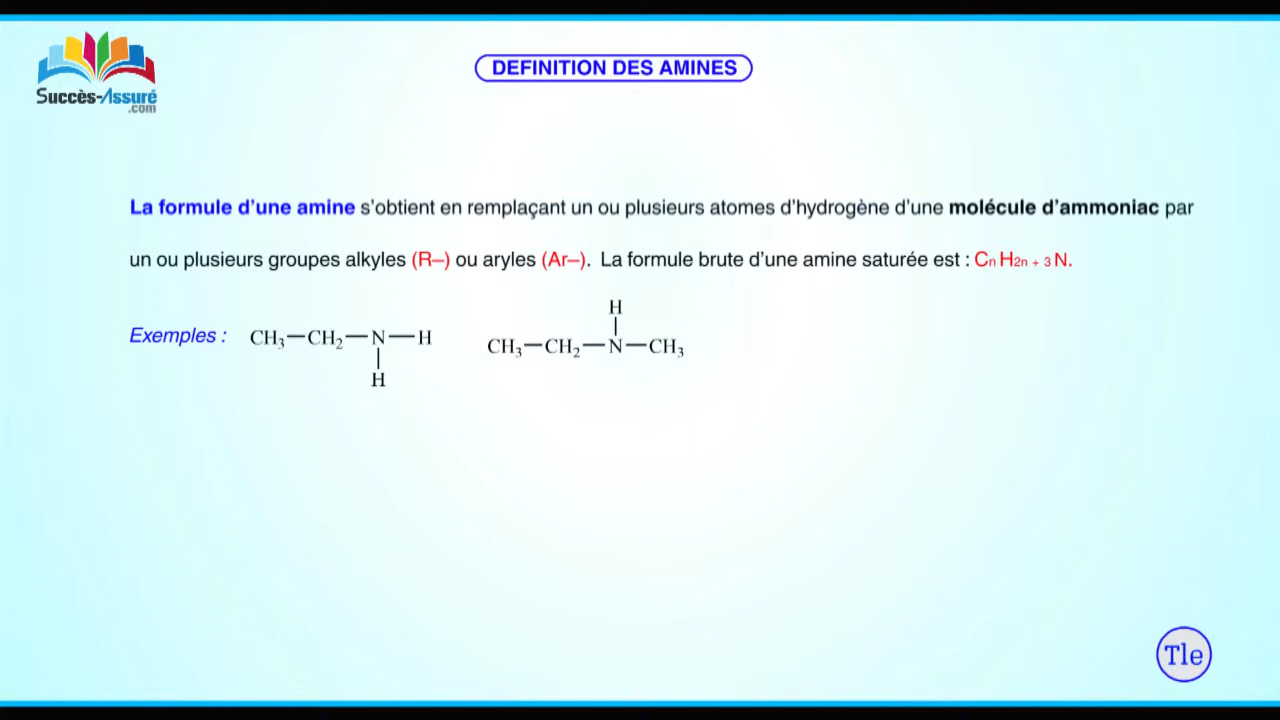 Succès-Assuré
.com
DEFINITION DES AMINES
La formule d'une amine s'obtient en remplaçant un ou plusieurs atomes d'hydrogène d'une molécule d'ammoniac par
un ou plusieurs groupes alkyles (R–) ou aryles (Ar–). La formule brute d'une amine saturée est : CnH2n + 3N.
Exemples : CH₃—CH₂—N—H
|
H
H
|
CH₃—CH₂—N—CH₃
Tle